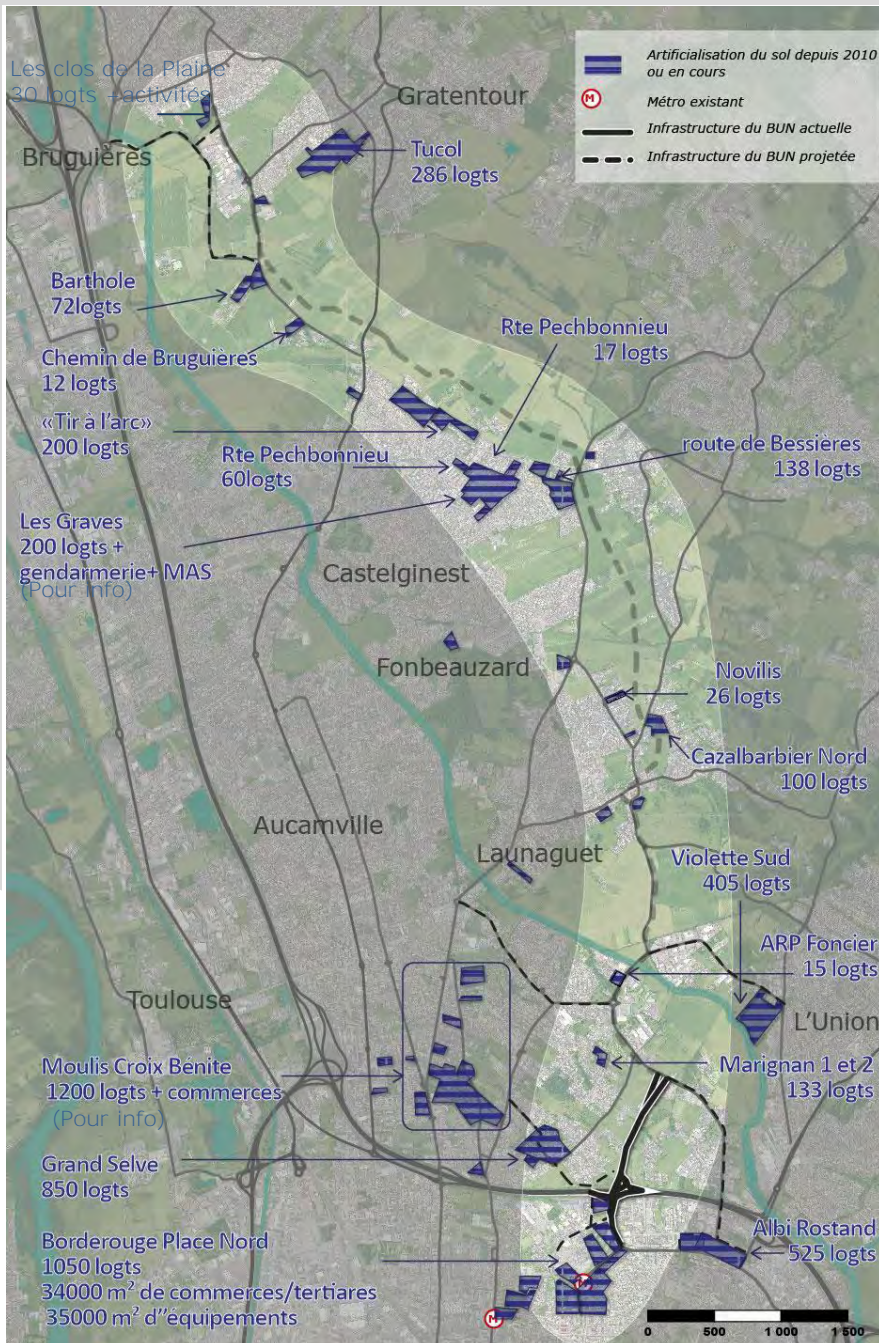 Artificialisation du sol depuis 2010
ou en cours
Métro existant
Infrastructure du BUN actuelle
Infrastructure du BUN projetée
Les clos de la Plaine
30 logts +activités
Gratentour
Bruguières
Tucol
286 logts
Barthole
72logts
Rte Pechbonnieu
17 logts
Chemin de Bruguières
12 logts
«Tir à l'arc»
200 logts
Rte Pechbonnieu
60logts
route de Bessières
138 logts
Les Graves
200 logts +
gendarmerie+ MAS
(Pour info)
Castelginest
Fonbeauzard
Novilis
26 logts
Cazalbarbier Nord
100 logts
Aucamville
Launaguet
Violette Sud
405 logts
ARP Foncier
15 logts
Toulouse
L'Union
Moulis Croix Bénite
1200 logts + commerces
(Pour info)
Marignan 1 et 2
133 logts
Grand Selve
850 logts
Borderouge Place Nord
1050 logts
34000 m² de commerces/tertiares
35000 m² d"équipements
Albi Rostand
525 logts
M
M
M
0 500 1 000 1 500